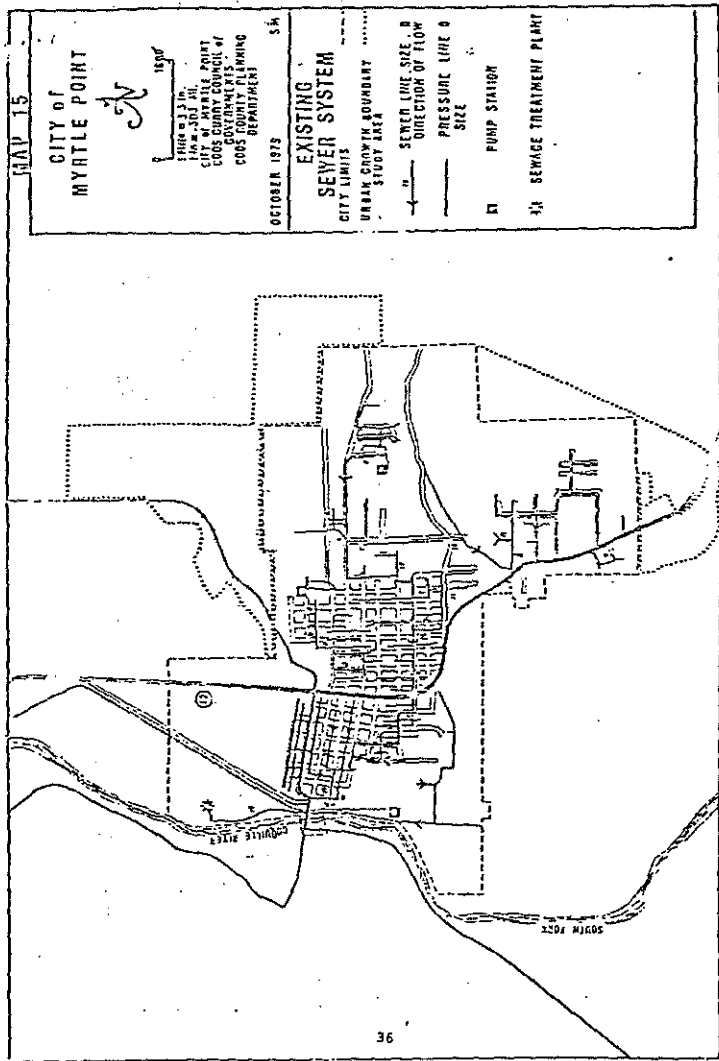 MAP 15
CITY of
MYRTLE POINT
N
0 1600
CITY of MYRTLE POINT
COOS CURRY COUNCIL of
GOVERNMENTS
COOS COUNTY PLANNING
DEPARTMENT
OCTOBER 1979
EXISTING
SEWER SYSTEM
CITY LIMITS
URBAN GROWTH BOUNDARY
STUDY AREA
SEWER LINE SIZE, &
DIRECTION OF FLOW
PRESSURE LINE &
SIZE
PUMP STATION
SEWAGE TREATMENT PLANT
COQUILLE RIVER
SOUTH FORK
36